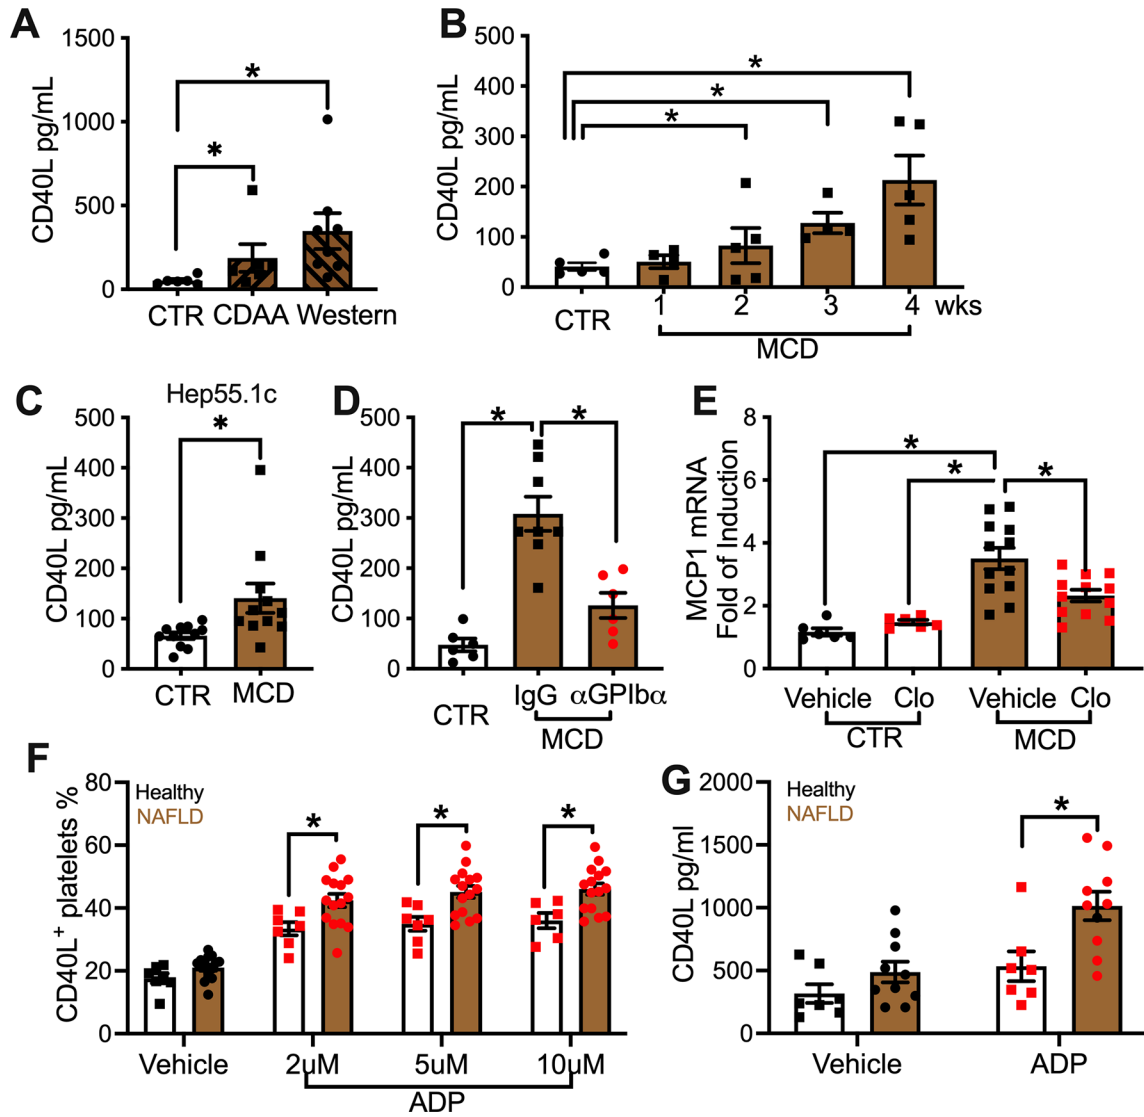 A
CD40L pg/mL
1500
1000
500
0
*
*
CTR CDAA Western
B
CD40L pg/mL
500
400
300
200
100
0
*
*
*
CTR
1 2 3 4 wks
MCD
C
Hep55.1c
CD40L pg/mL
500
400
300
200
100
0
*
CTR MCD
D
CD40L pg/mL
500
400
300
200
100
0
* *
CTR
IgG αGPIbα
MCD
E
MCP1 mRNA
Fold of Induction
8
6
4
2
0
*
* *
Vehicle Clo Vehicle Clo
CTR MCD
F
CD40L+ platelets %
80
60
40
20
0
Healthy
NAFLD
* * *
Vehicle 2μM 5μM 10μM
ADP
G
CD40L pg/ml
2000
1500
1000
500
0
Healthy
NAFLD
*
Vehicle ADP